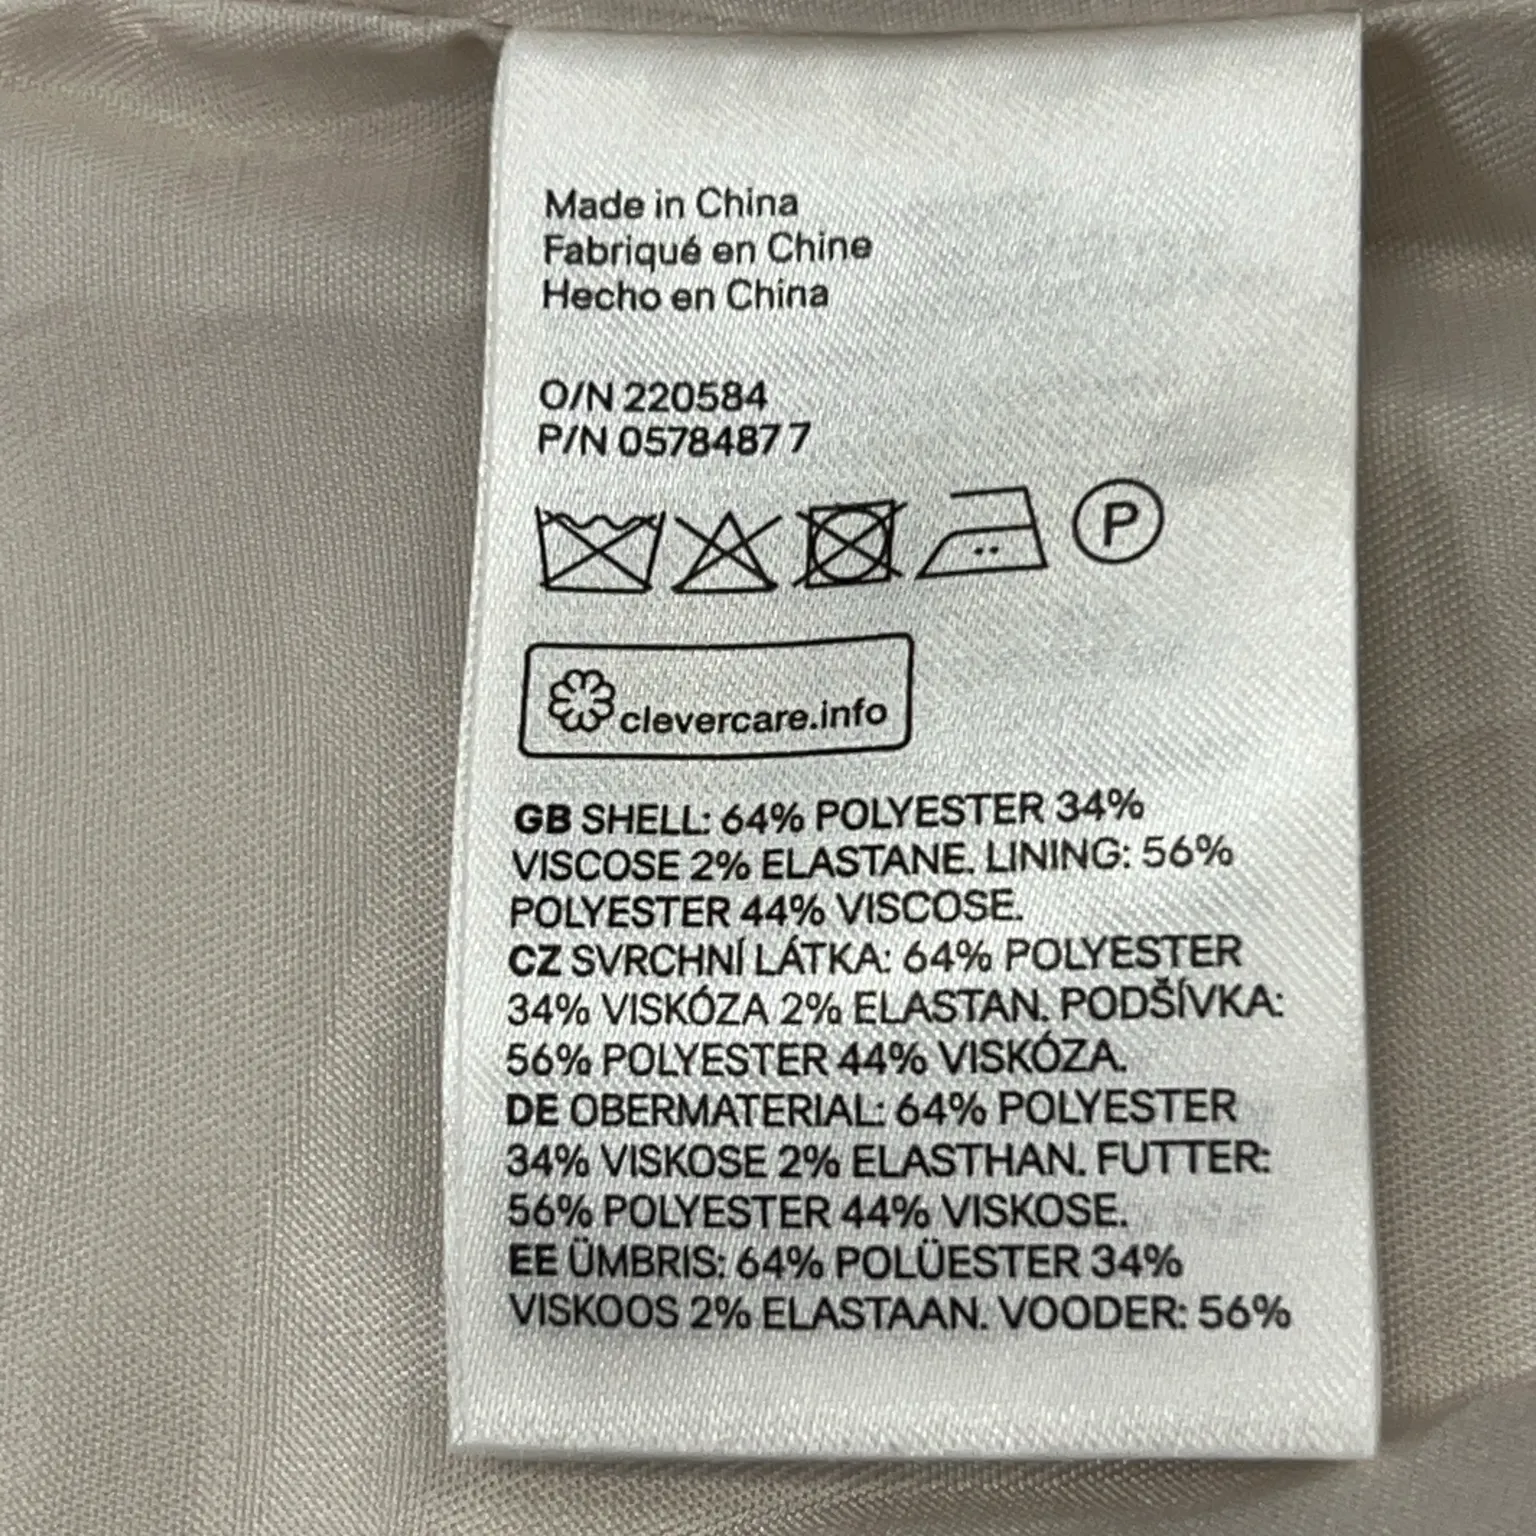 Made in China
Fabriqué en Chine
Hecho en China
O/N 220584
P/N 05784877
P
clevercare.info
GB SHELL: 64% POLYESTER 34%
VISCOSE 2% ELASTANE. LINING: 56%
POLYESTER 44% VISCOSE.
CZ SVRCHNÍ LÁTKA: 64% POLYESTER
34% VISKÓZA 2% ELASTAN. PODŠÍVKA:
56% POLYESTER 44% VISKÓZA.
DE OBERMATERIAL: 64% POLYESTER
34% VISKOSE 2% ELASTHAN. FUTTER:
56% POLYESTER 44% VISKOSE.
EE ÜMBRIS: 64% POLÜESTER 34%
VISKOOS 2% ELASTAAN. VOODER: 56%